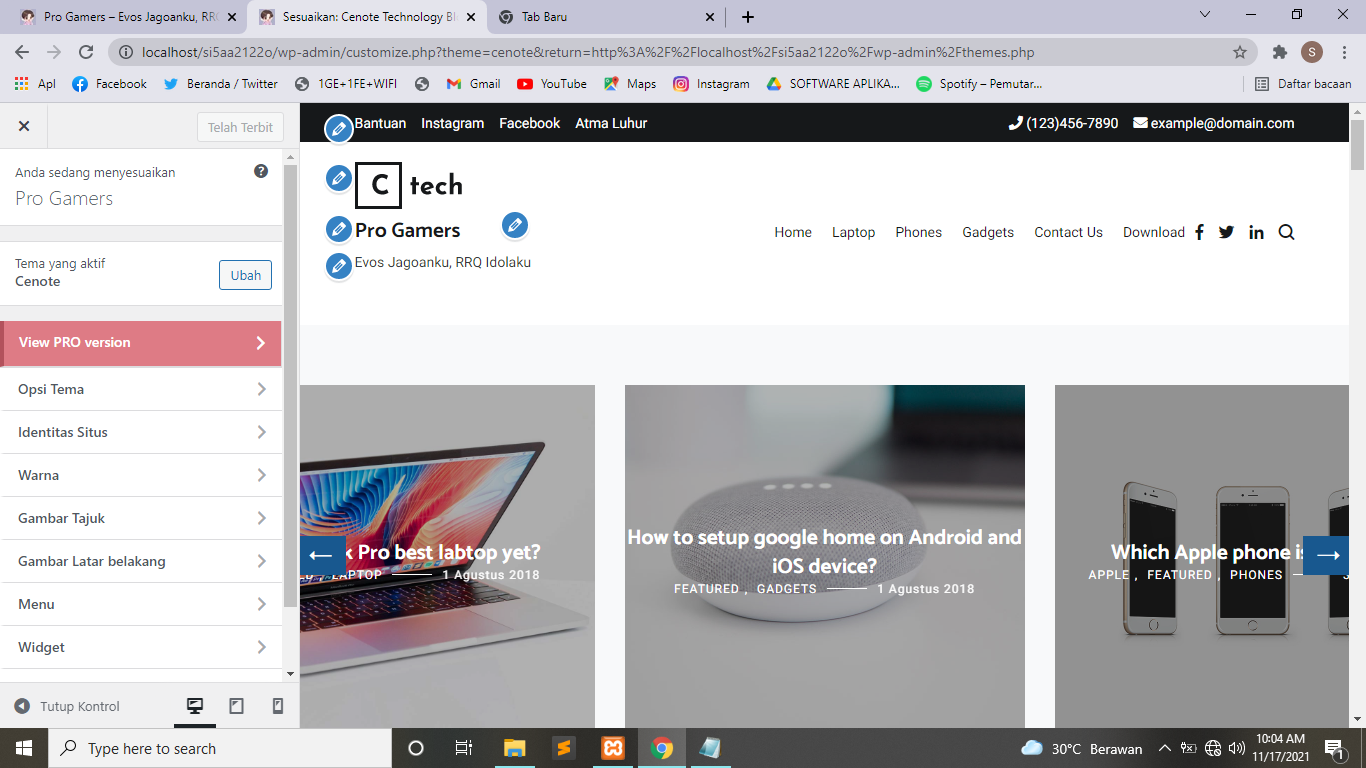 Pro Gamers – Evos Jagoanku, RRQ
Sesuaikan: Cenote Technology Bl
Tab Baru
localhost/si5aa2122o/wp-admin/customize.php?theme=cenote&return=http%3A%2F%2Flocalhost%2Fsi5aa2122o%2Fwp-admin%2Fthemes.php
S
Apl Facebook Beranda / Twitter 1GE+1FE+WIFI Gmail YouTube Maps Instagram SOFTWARE APLIKA... Spotify – Pemutar... Daftar bacaan
Telah Terbit
Anda sedang menyesuaikan
Pro Gamers
Tema yang aktif
Cenote
Ubah
View PRO version
Opsi Tema
Identitas Situs
Warna
Gambar Tajuk
Gambar Latar belakang
Menu
Widget
Tutup Kontrol
Bantuan Instagram Facebook Atma Luhur (123)456-7890 example@domain.com
C tech
Pro Gamers
Evos Jagoanku, RRQ Idolaku
Home Laptop Phones Gadgets Contact Us Download
k Pro best labtop yet?
LAPTOP 1 Agustus 2018
How to setup google home on Android and
iOS device?
FEATURED , GADGETS 1 Agustus 2018
Which Apple phone is
APPLE , FEATURED , PHONES
Type here to search
30°C Berawan
10:04 AM
11/17/2021
1